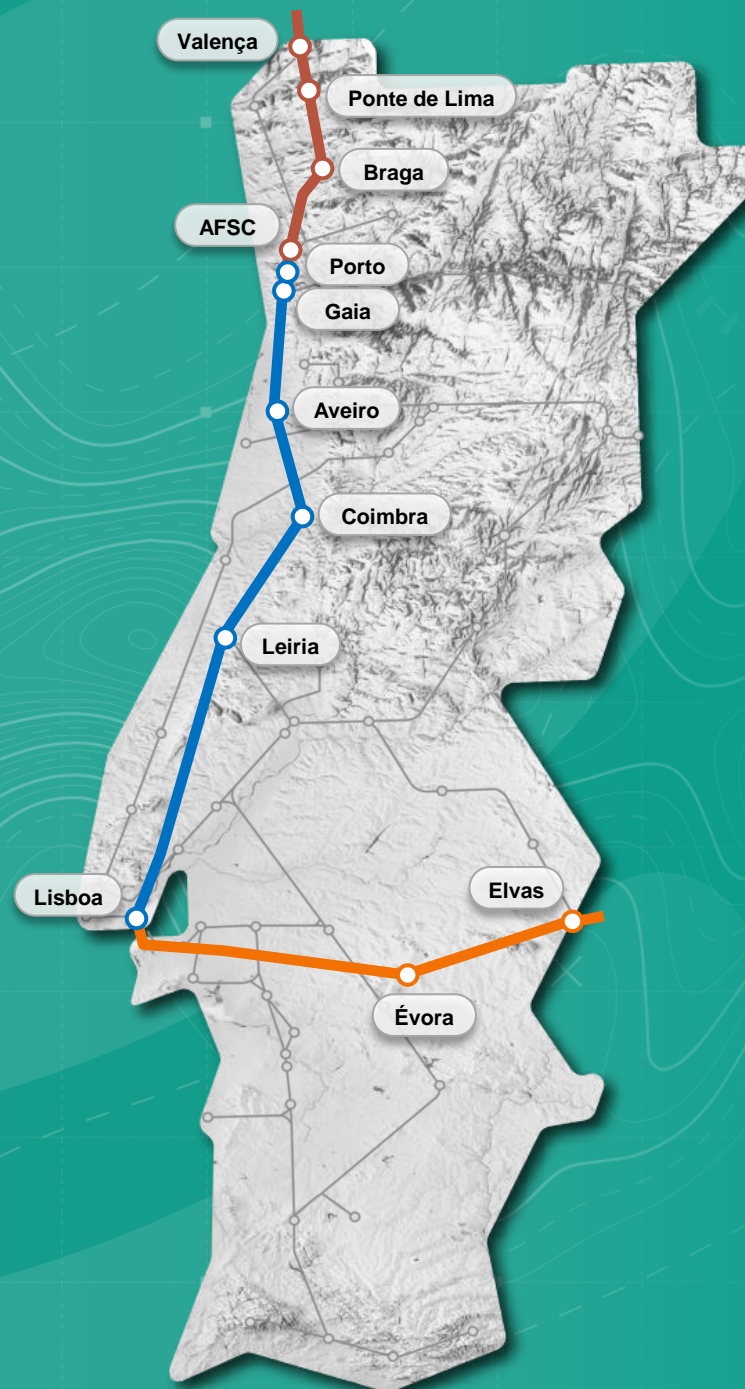 Valença
Ponte de Lima
Braga
AFSC
Porto
Gaia
Aveiro
Coimbra
Leiria
Lisboa
Elvas
Évora